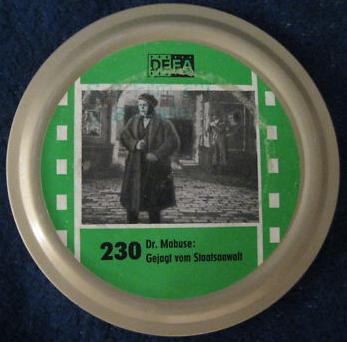 DEFA
230 Dr. Mabuse:
Gejagt vom Staatsanwalt